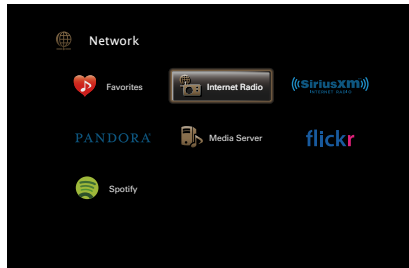 Network
Favorites
Internet Radio
((SiriusXM))
INTERNET RADIO
PANDORA
Media Server
flickr
Spotify